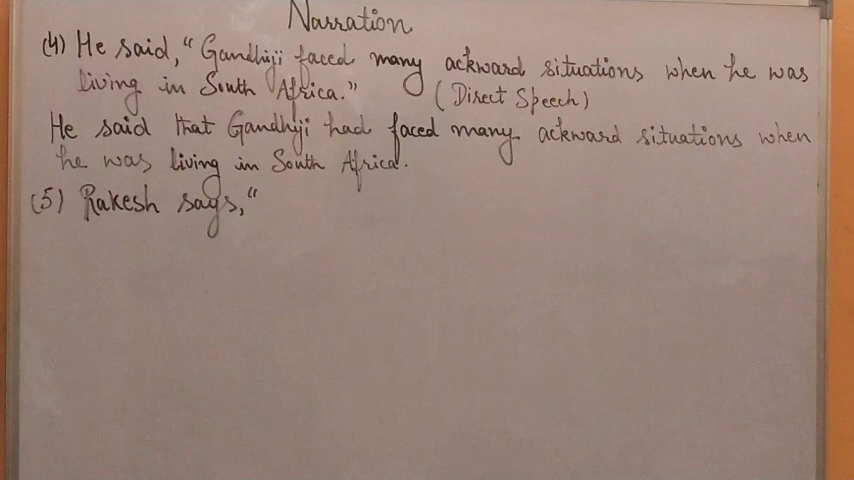 Narration
(4) He said, "Gandhiji faced many ackward situations when he was
living in South Africa." (Direct Speech)
He said that Gandhiji had faced many ackward situations when
he was living in South Africa.
(5) Rakesh says, "